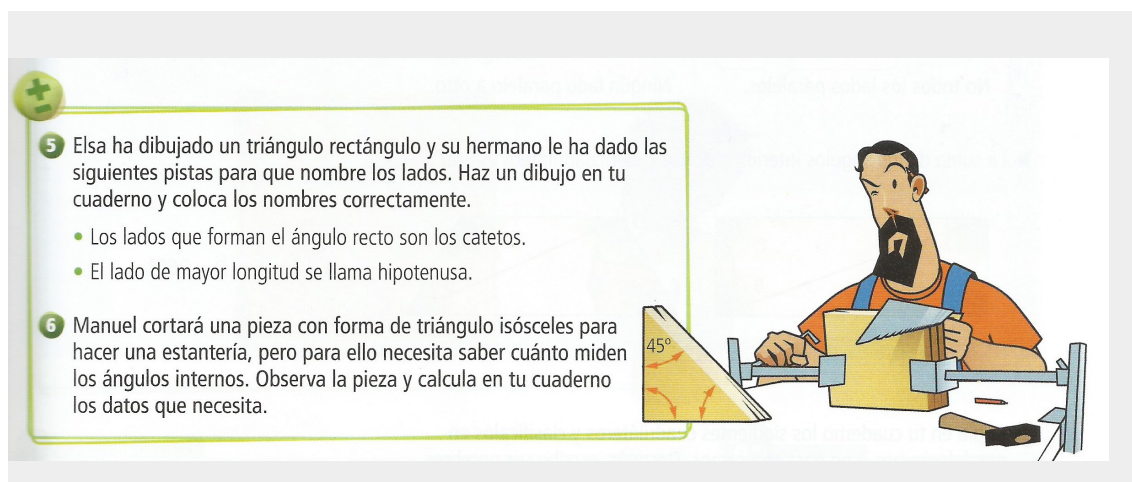 5 Elsa ha dibujado un triángulo rectángulo y su hermano le ha dado las
siguientes pistas para que nombre los lados. Haz un dibujo en tu
cuaderno y coloca los nombres correctamente.
• Los lados que forman el ángulo recto son los catetos.
• El lado de mayor longitud se llama hipotenusa.
6 Manuel cortará una pieza con forma de triángulo isósceles para
hacer una estantería, pero para ello necesita saber cuánto miden
los ángulos internos. Observa la pieza y calcula en tu cuaderno
los datos que necesita.
45º